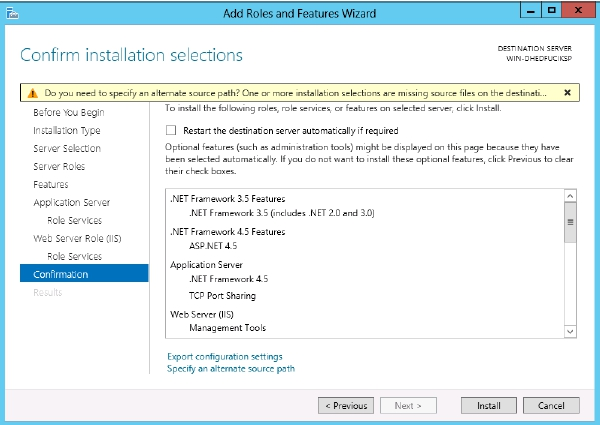 Add Roles and Features Wizard
Confirm installation selections
DESTINATION SERVER
WIN-DHEDFUCIKSP
Do you need to specify an alternate source path? One or more installation selections are missing source files on the destinati...
Before You Begin
Installation Type
Server Selection
Server Roles
Features
Application Server
Role Services
Web Server Role (IIS)
Role Services
Confirmation
Results
To install the following roles, role services, or features on selected server, click Install.
Restart the destination server automatically if required
Optional features (such as administration tools) might be displayed on this page because they have
been selected automatically. If you do not want to install these optional features, click Previous to clear
their check boxes.
.NET Framework 3.5 Features
.NET Framework 3.5 (includes .NET 2.0 and 3.0)
.NET Framework 4.5 Features
ASP.NET 4.5
Application Server
.NET Framework 4.5
TCP Port Sharing
Web Server (IIS)
Management Tools
Export configuration settings
Specify an alternate source path
< Previous
Next >
Install
Cancel